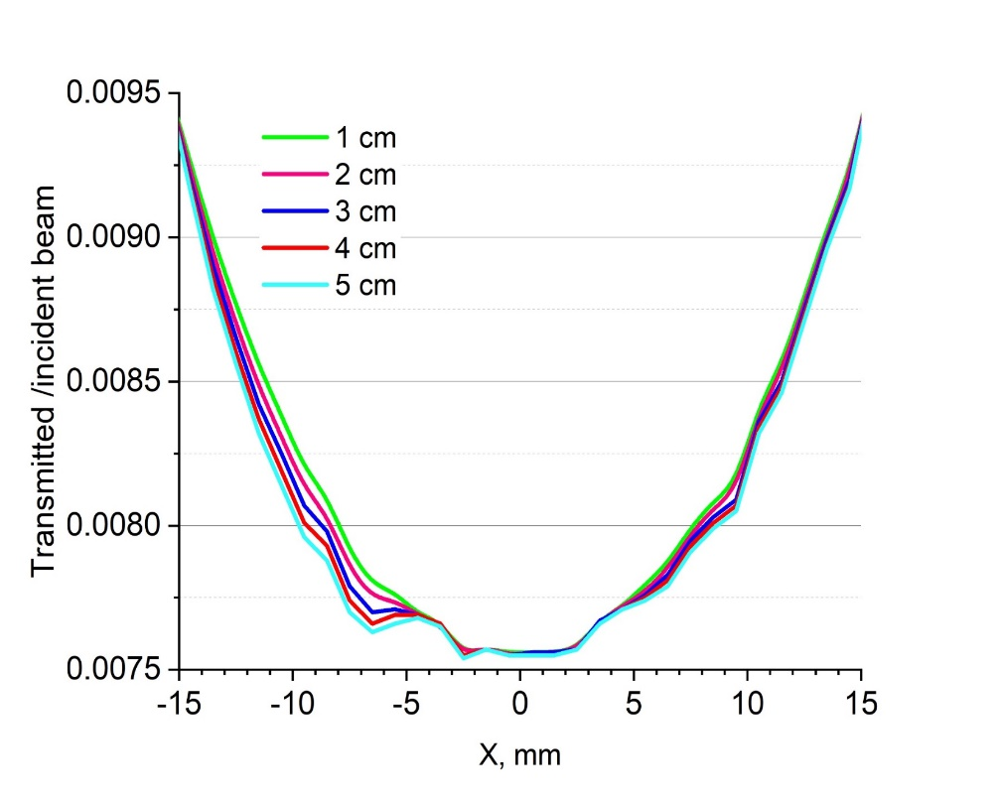 0.0095
0.0090
0.0085
0.0080
0.0075
Transmitted /incident beam
1 cm
2 cm
3 cm
4 cm
5 cm
-15 -10 -5 0 5 10 15
X, mm